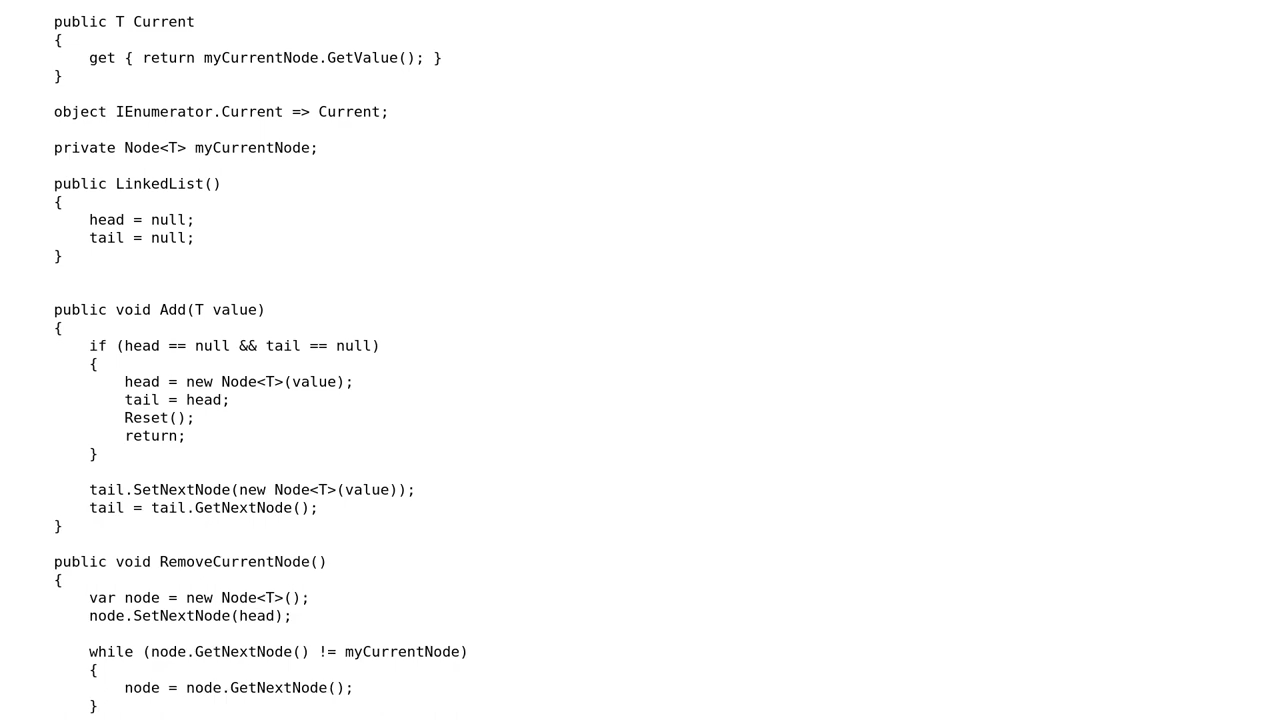 public T Current
{
    get { return myCurrentNode.GetValue(); }
}

object IEnumerator.Current => Current;

private Node<T> myCurrentNode;

public LinkedList()
{
    head = null;
    tail = null;
}


public void Add(T value)
{
    if (head == null && tail == null)
    {
        head = new Node<T>(value);
        tail = head;
        Reset();
        return;
    }

    tail.SetNextNode(new Node<T>(value));
    tail = tail.GetNextNode();
}

public void RemoveCurrentNode()
{
    var node = new Node<T>();
    node.SetNextNode(head);

    while (node.GetNextNode() != myCurrentNode)
    {
        node = node.GetNextNode();
    }